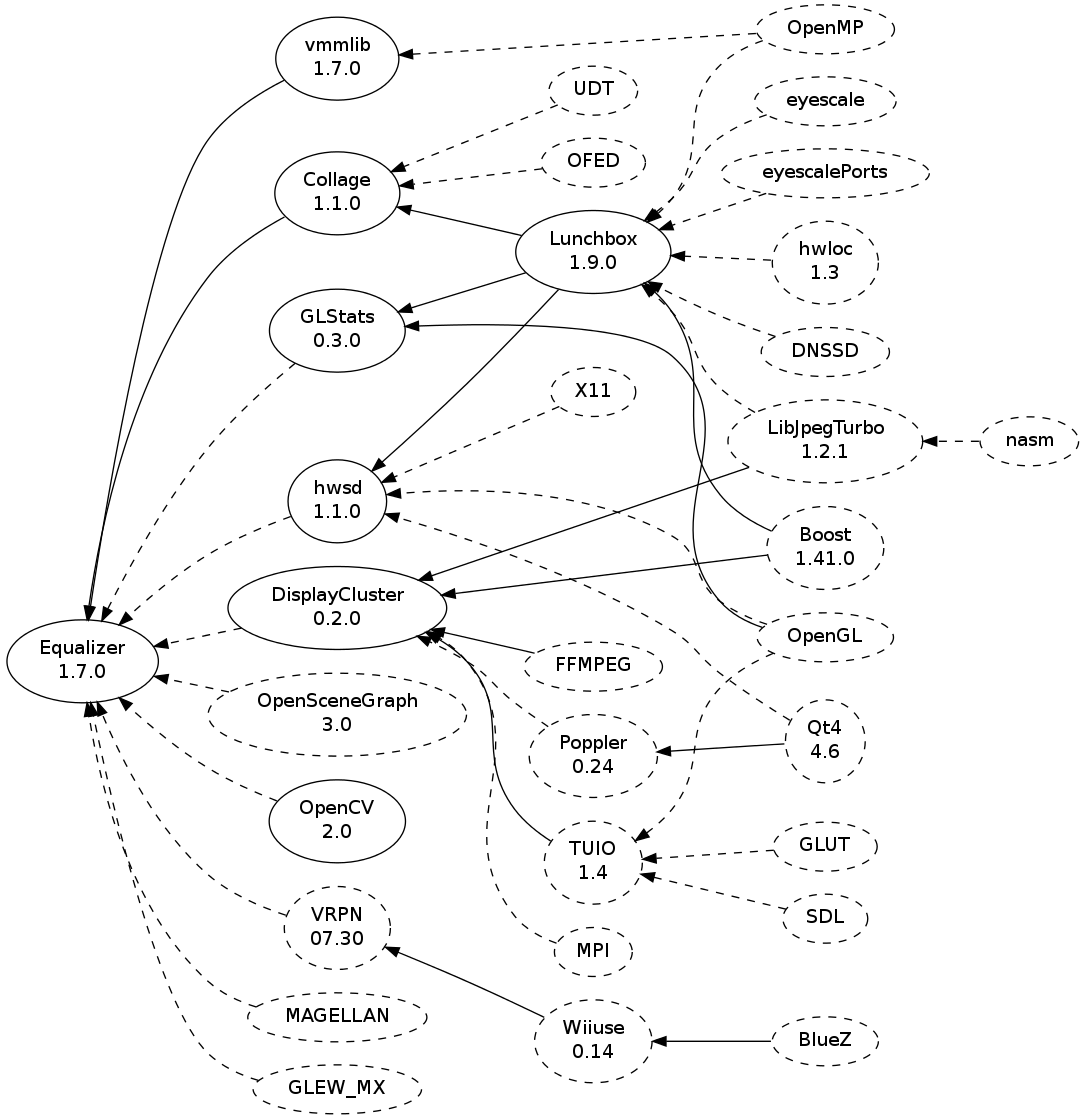 vmmlib
1.7.0
OpenMP
UDT
eyescale
OFED
eyescalePorts
Collage
1.1.0
Lunchbox
1.9.0
hwloc
1.3
GLStats
0.3.0
DNSSD
X11
LibJpegTurbo
1.2.1
nasm
hwsd
1.1.0
Boost
1.41.0
DisplayCluster
0.2.0
OpenGL
Equalizer
1.7.0
FFMPEG
OpenSceneGraph
3.0
Poppler
0.24
Qt4
4.6
OpenCV
2.0
TUIO
1.4
GLUT
SDL
VRPN
07.30
MPI
MAGELLAN
Wiiuse
0.14
BlueZ
GLEW_MX